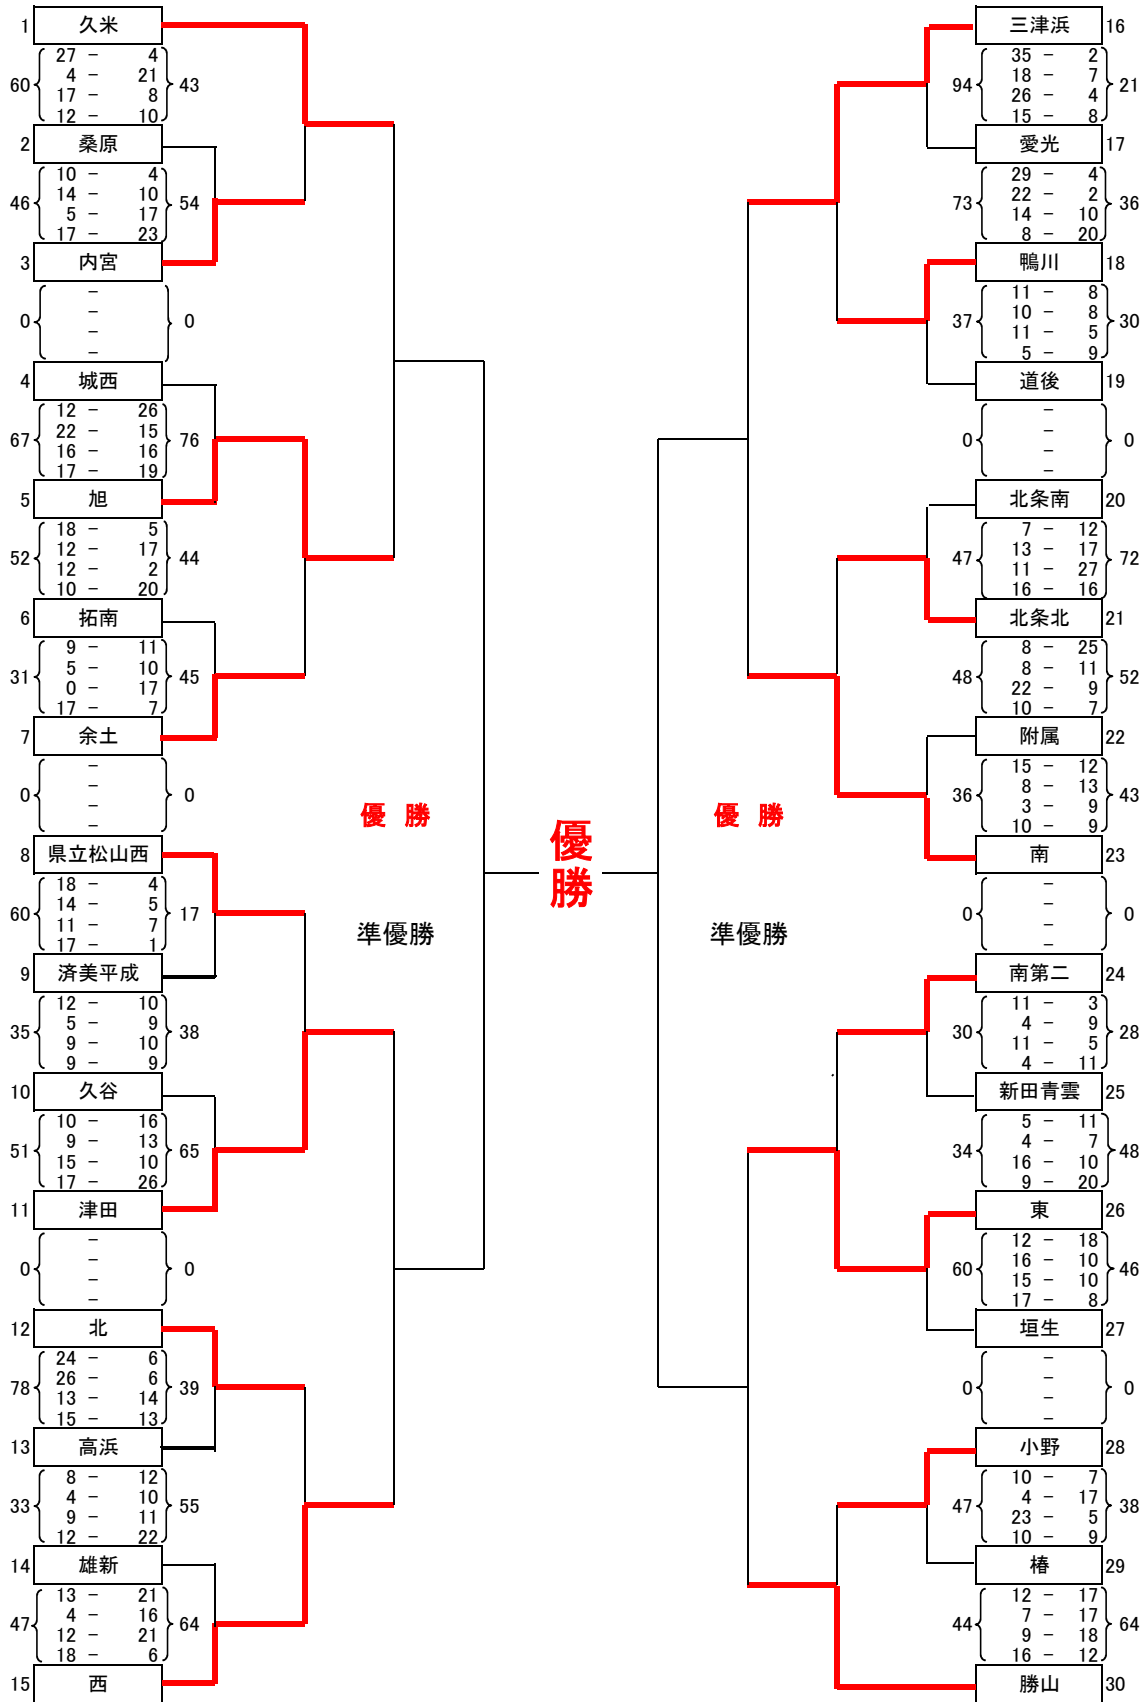 1 久米
27 － 4
60 4 － 21 43
17 － 8
12 － 10
2 桑原
10 － 4
46 14 － 10 54
5 － 17
17 － 23
3 内宮
－
0 － 0
－
－
4 城西
12 － 26
67 22 － 15 76
16 － 16
17 － 19
5 旭
18 － 5
52 12 － 17 44
12 － 2
10 － 20
6 拓南
9 － 11
31 5 － 10 45
0 － 17
17 － 7
7 余土
－
0 － 0
－
－
8 県立松山西
18 － 4
60 14 － 5 17
11 － 7
17 － 1
9 済美平成
12 － 10
35 5 － 9 38
9 － 10
9 － 9
10 久谷
10 － 16
51 9 － 13 65
15 － 10
17 － 26
11 津田
－
0 － 0
－
－
12 北
24 － 6
78 26 － 6 39
13 － 14
15 － 13
13 高浜
8 － 12
33 4 － 10 55
9 － 11
12 － 22
14 雄新
13 － 21
47 4 － 16 64
12 － 21
18 － 6
15 西
優 勝
準優勝
優
勝
優 勝
準優勝
三津浜 16
35 － 2
94 18 － 7 21
26 － 4
15 － 8
愛光 17
29 － 4
73 22 － 2 36
14 － 10
8 － 20
鴨川 18
11 － 8
37 10 － 8 30
11 － 5
5 － 9
道後 19
－
0 － 0
－
－
北条南 20
7 － 12
47 13 － 17 72
11 － 27
16 － 16
北条北 21
8 － 25
48 8 － 11 52
22 － 9
10 － 7
附属 22
15 － 12
36 8 － 13 43
3 － 9
10 － 9
南 23
－
0 － 0
－
－
南第二 24
11 － 3
30 4 － 9 28
11 － 5
4 － 11
新田青雲 25
5 － 11
34 4 － 7 48
16 － 10
9 － 20
東 26
12 － 18
60 16 － 10 46
15 － 10
17 － 8
垣生 27
－
0 － 0
－
－
小野 28
10 － 7
47 4 － 17 38
23 － 5
10 － 9
椿 29
12 － 17
44 7 － 17 64
9 － 18
16 － 12
勝山 30